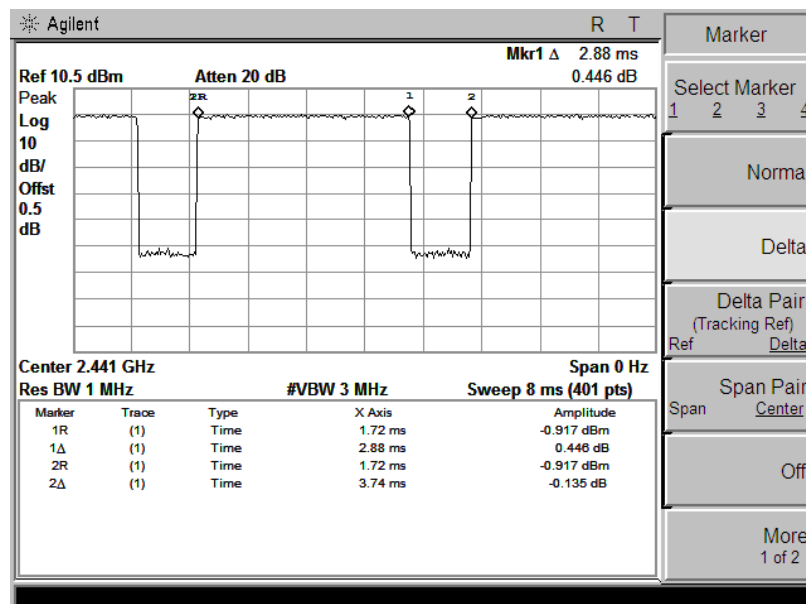 Agilent R T
Mkr1 Δ 2.88 ms
Ref 10.5 dBm Atten 20 dB 0.446 dB
Peak
Log
10
dB/
Offst
0.5
dB
2R 1 2
Center 2.441 GHz Span 0 Hz
Res BW 1 MHz #VBW 3 MHz Sweep 8 ms (401 pts)
Marker Trace Type X Axis Amplitude
1R (1) Time 1.72 ms -0.917 dBm
1Δ (1) Time 2.88 ms 0.446 dB
2R (1) Time 1.72 ms -0.917 dBm
2Δ (1) Time 3.74 ms -0.135 dB
Marker
Select Marker
1 2 3 4
Norma
Delta
Delta Pair
(Tracking Ref)
Ref Delta
Span Pair
Span Center
Off
More
1 of 2